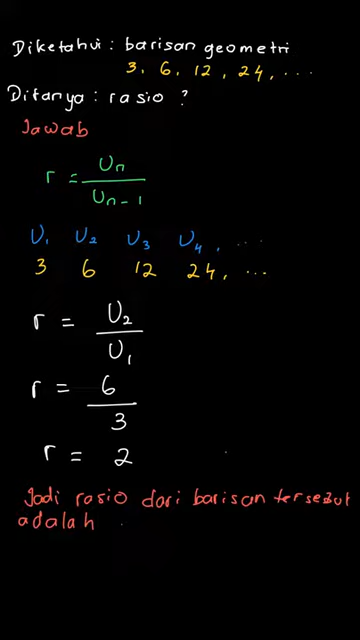 Diketahui : barisan geometri
3, 6, 12, 24, ...
Ditanya : rasio ?
Jawab
r = Un / Un-1
U1 U2 U3 U4, ...
3 6 12 24, ...
r = U2 / U1
r = 6 / 3
r = 2
Jadi rasio dari barisan tersebut
adalah